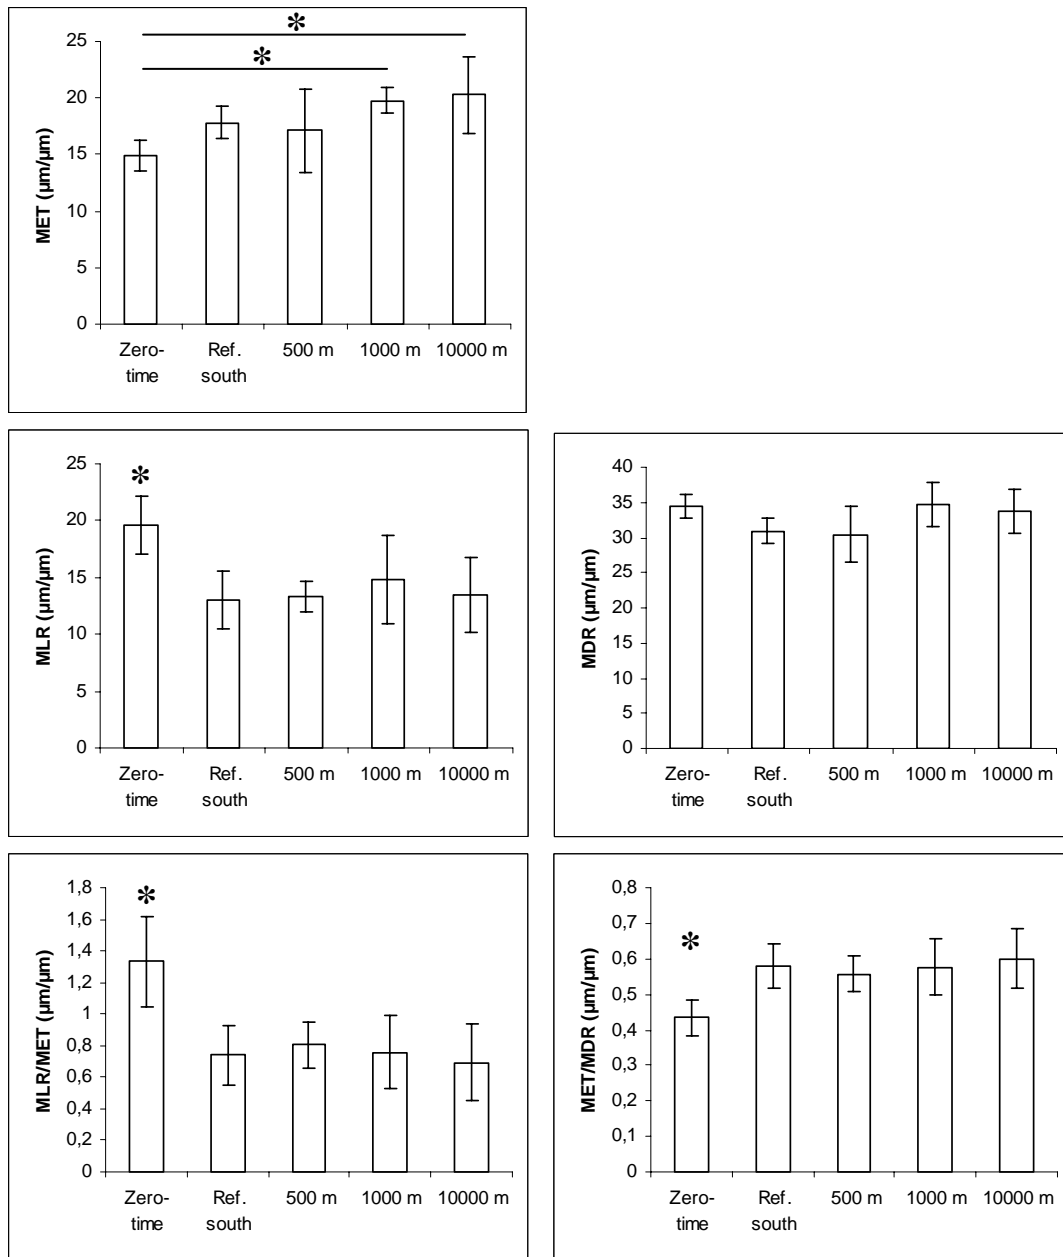 *
*
25
20
15
10
5
0
MET (µm/µm)
Zero-time
Ref. south
500 m
1000 m
10000 m
25
20
15
10
5
0
MLR (µm/µm)
*
Zero-time
Ref. south
500 m
1000 m
10000 m
40
35
30
25
20
15
10
5
0
MDR (µm/µm)
Zero-time
Ref. south
500 m
1000 m
10000 m
1,8
1,6
1,4
1,2
1
0,8
0,6
0,4
0,2
0
MLR/MET (µm/µm)
*
Zero-time
Ref. south
500 m
1000 m
10000 m
0,8
0,7
0,6
0,5
0,4
0,3
0,2
0,1
0
MET/MDR (µm/µm)
*
Zero-time
Ref. south
500 m
1000 m
10000 m